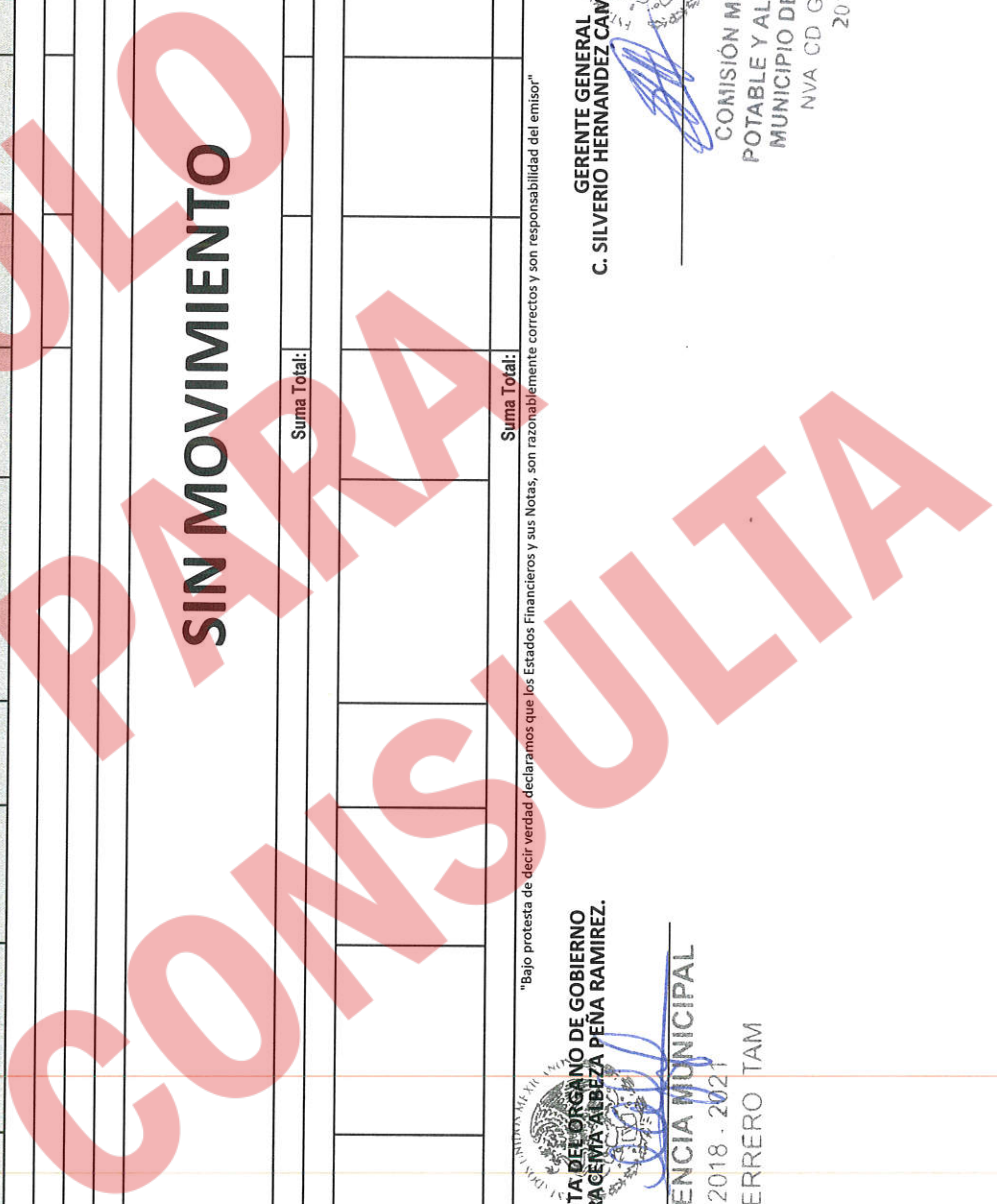 SOLO
PARA
CONSULTA
SIN MOVIMIENTO
Suma Total:
Suma Total:
"Bajo protesta de decir verdad declaramos que los Estados Financieros y sus Notas, son razonablemente correctos y son responsabilidad del emisor"
TA DEL ORGANO DE GOBIERNO
RACEMA ALBEZA PEÑA RAMIREZ.
ENCIA MUNICIPAL
2018 - 2021
ERRERO TAM
GERENTE GENERAL
C. SILVERIO HERNANDEZ CAM
COMISIÓN M
POTABLE Y AL
MUNICIPIO DE
NVA CD G
20